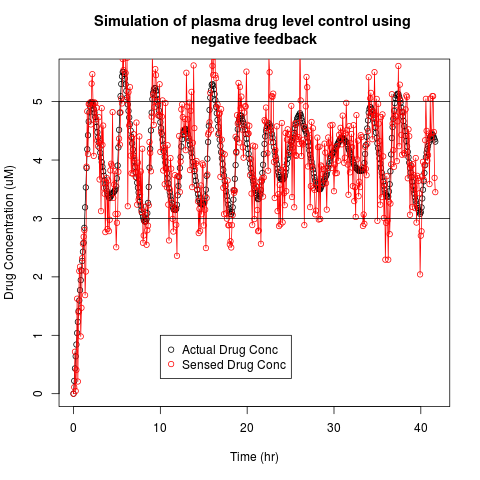 Simulation of plasma drug level control using
negative feedback
Drug Concentration (uM)
5
4
3
2
1
0
Actual Drug Conc
Sensed Drug Conc
0 10 20 30 40
Time (hr)